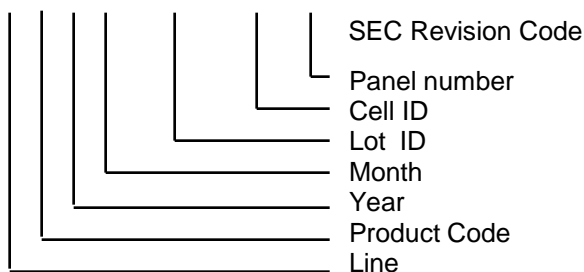 SEC Revision Code
Panel number
Cell ID
Lot ID
Month
Year
Product Code
Line